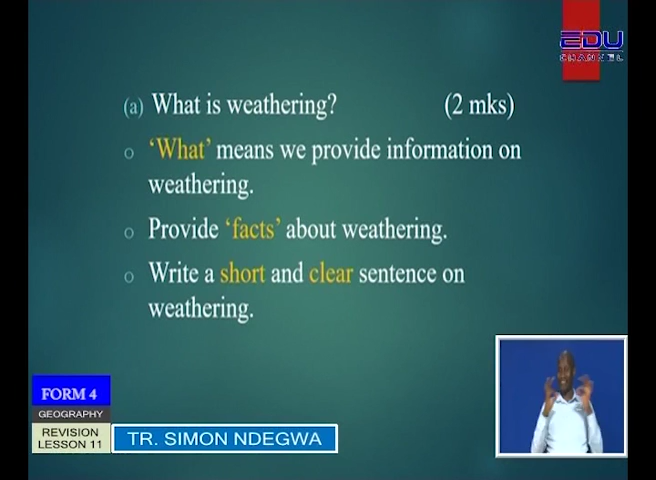 EDU
CHANNEL
(a) What is weathering? (2 mks)
o 'What' means we provide information on
weathering.
o Provide 'facts' about weathering.
o Write a short and clear sentence on
weathering.
FORM 4
GEOGRAPHY
REVISION
LESSON 11
TR. SIMON NDEGWA